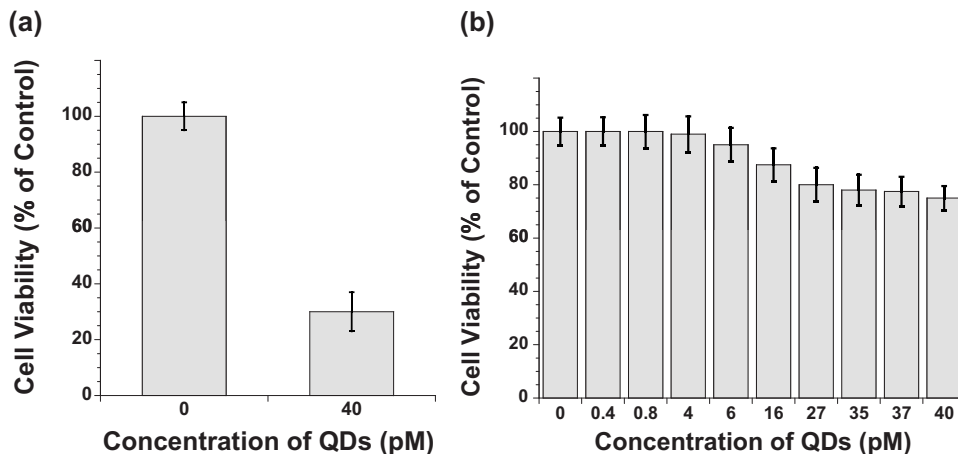 (a)
Cell Viability (% of Control)
100
80
60
40
20
0
0 40
Concentration of QDs (pM)
(b)
Cell Viability (% of Control)
100
80
60
40
20
0
0 0.4 0.8 4 6 16 27 35 37 40
Concentration of QDs (pM)